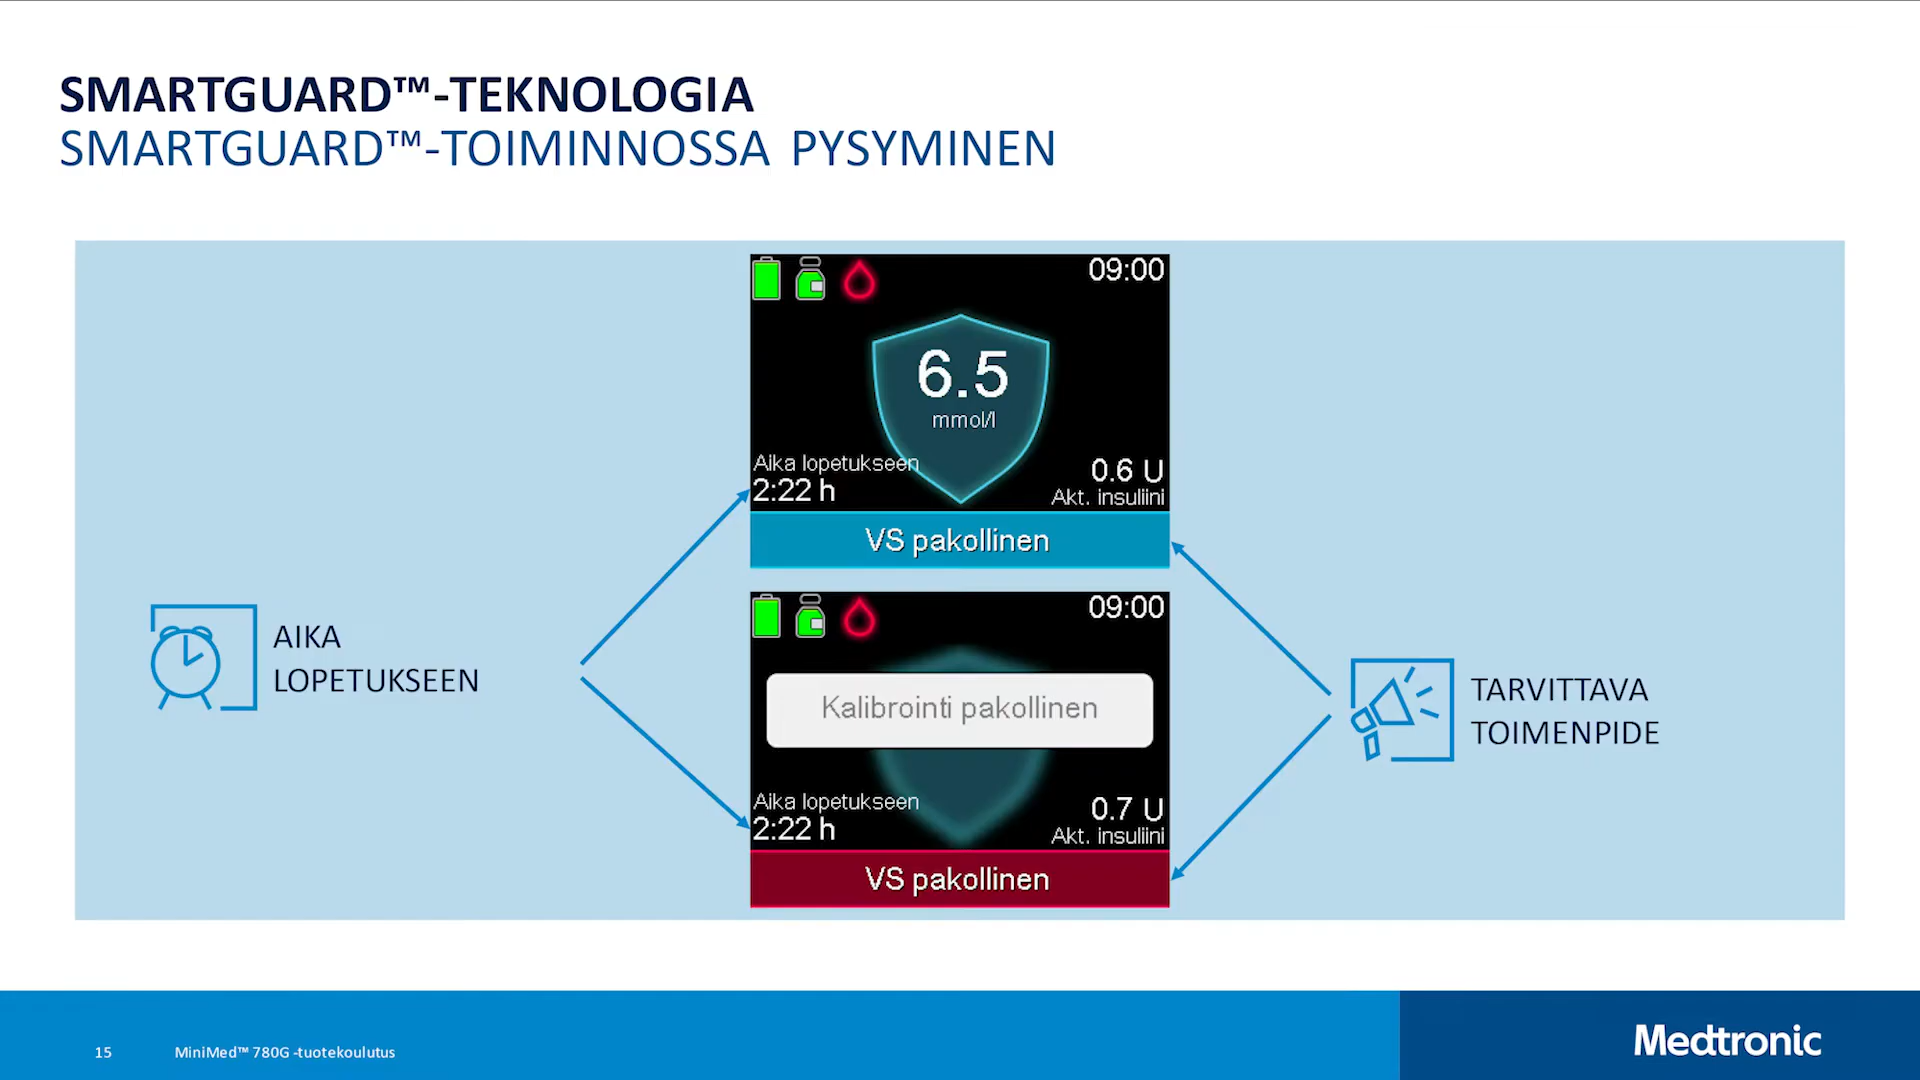 SMARTGUARD™-TEKNOLOGIA
SMARTGUARD™-TOIMINNOSSA PYSYMINEN
09:00
6.5
mmol/l
Aika lopetukseen
2:22 h
0.6 U
Akt. insuliini
VS pakollinen
AIKA
LOPETUKSEEN
09:00
Kalibrointi pakollinen
Aika lopetukseen
2:22 h
0.7 U
Akt. insuliini
VS pakollinen
TARVITTAVA
TOIMENPIDE
15
MiniMed™ 780G -tuotekoulutus
Medtronic